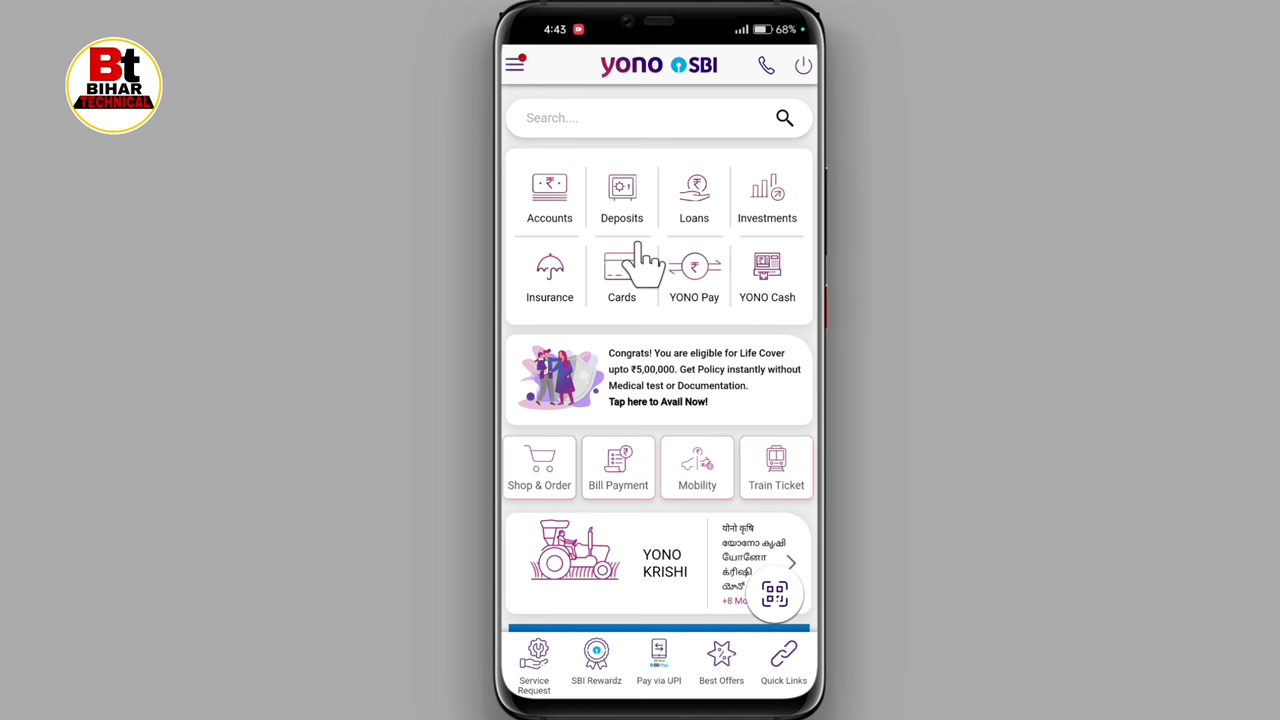 Bt
BIHAR
TECHNICAL
4:43
68%
yono SBI
Search....
Accounts
Deposits
Loans
Investments
Insurance
Cards
YONO Pay
YONO Cash
Congrats! You are eligible for Life Cover
upto ₹5,00,000. Get Policy instantly without
Medical test or Documentation.
Tap here to Avail Now!
Shop & Order
Bill Payment
Mobility
Train Ticket
YONO
KRISHI
योनो कृषि
യോനോ കൃഷി
யோனோ
+8
Service
Request
SBI Rewardz
SBI Pay
Pay via UPI
Best Offers
Quick Links